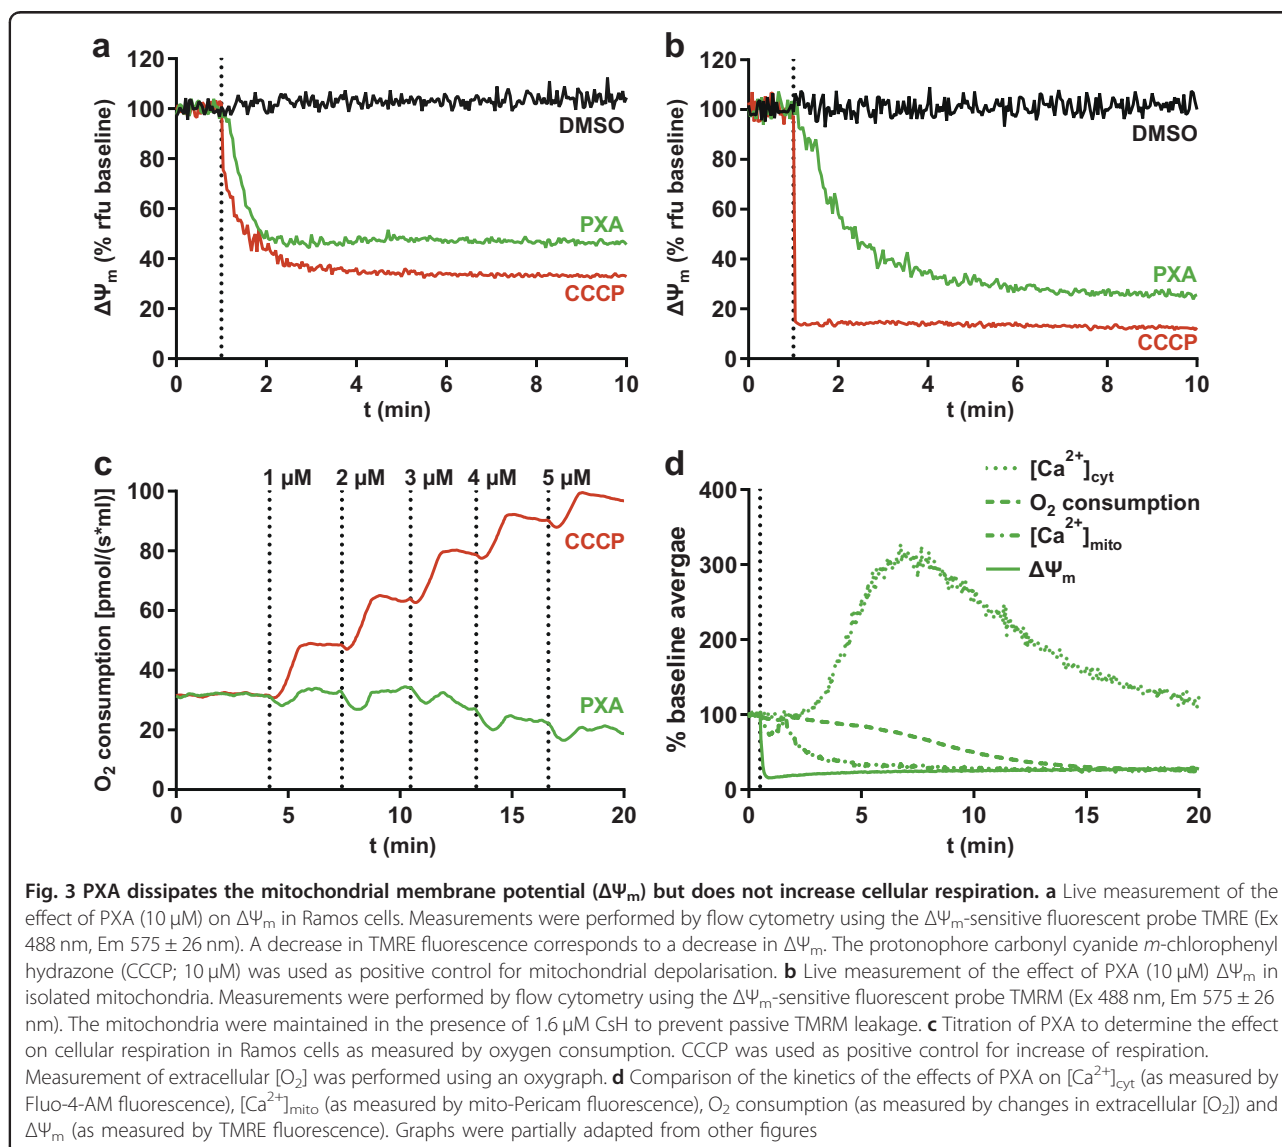 a
120
100
80
60
40
20
0
ΔΨm (% rfu baseline)
DMSO
PXA
CCCP
0 2 4 6 8 10
t (min)
b
120
100
80
60
40
20
0
ΔΨm (% rfu baseline)
DMSO
PXA
CCCP
0 2 4 6 8 10
t (min)
c
1 µM 2 µM 3 µM 4 µM 5 µM
100
80
60
40
20
0
O2 consumption [pmol/(s*ml)]
CCCP
PXA
0 5 10 15 20
t (min)
d
[Ca2+]cyt
O2 consumption
[Ca2+]mito
ΔΨm
400
300
200
100
0
% baseline avergae
0 5 10 15 20
t (min)
Fig. 3 PXA dissipates the mitochondrial membrane potential (ΔΨm) but does not increase cellular respiration. a Live measurement of the
effect of PXA (10 µM) on ΔΨm in Ramos cells. Measurements were performed by flow cytometry using the ΔΨm-sensitive fluorescent probe TMRE (Ex
488 nm, Em 575 ± 26 nm). A decrease in TMRE fluorescence corresponds to a decrease in ΔΨm. The protonophore carbonyl cyanide m-chlorophenyl
hydrazone (CCCP; 10 µM) was used as positive control for mitochondrial depolarisation. b Live measurement of the effect of PXA (10 µM) ΔΨm in
isolated mitochondria. Measurements were performed by flow cytometry using the ΔΨm-sensitive fluorescent probe TMRM (Ex 488 nm, Em 575 ± 26
nm). The mitochondria were maintained in the presence of 1.6 µM CsH to prevent passive TMRM leakage. c Titration of PXA to determine the effect
on cellular respiration in Ramos cells as measured by oxygen consumption. CCCP was used as positive control for increase of respiration.
Measurement of extracellular [O2] was performed using an oxygraph. d Comparison of the kinetics of the effects of PXA on [Ca2+]cyt (as measured by
Fluo-4-AM fluorescence), [Ca2+]mito (as measured by mito-Pericam fluorescence), O2 consumption (as measured by changes in extracellular [O2]) and
ΔΨm (as measured by TMRE fluorescence). Graphs were partially adapted from other figures